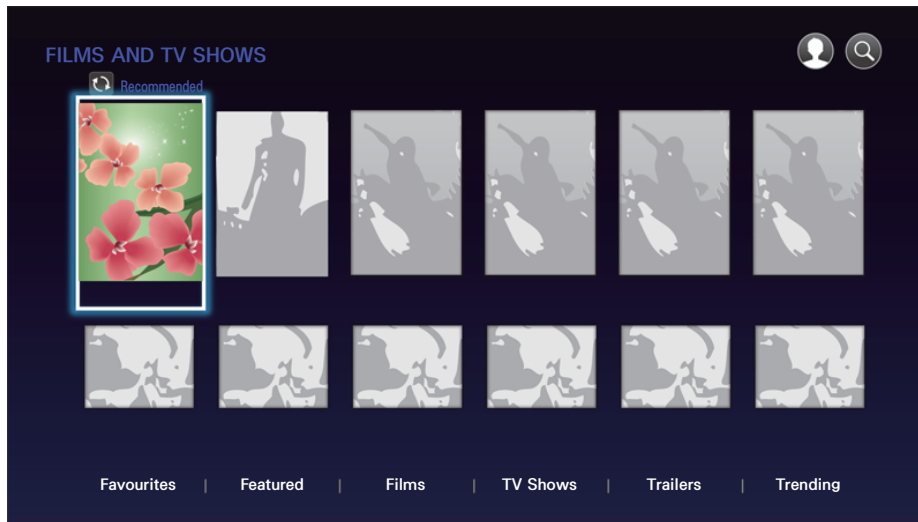 FILMS AND TV SHOWS
Recommended
Favourites | Featured | Films | TV Shows | Trailers | Trending